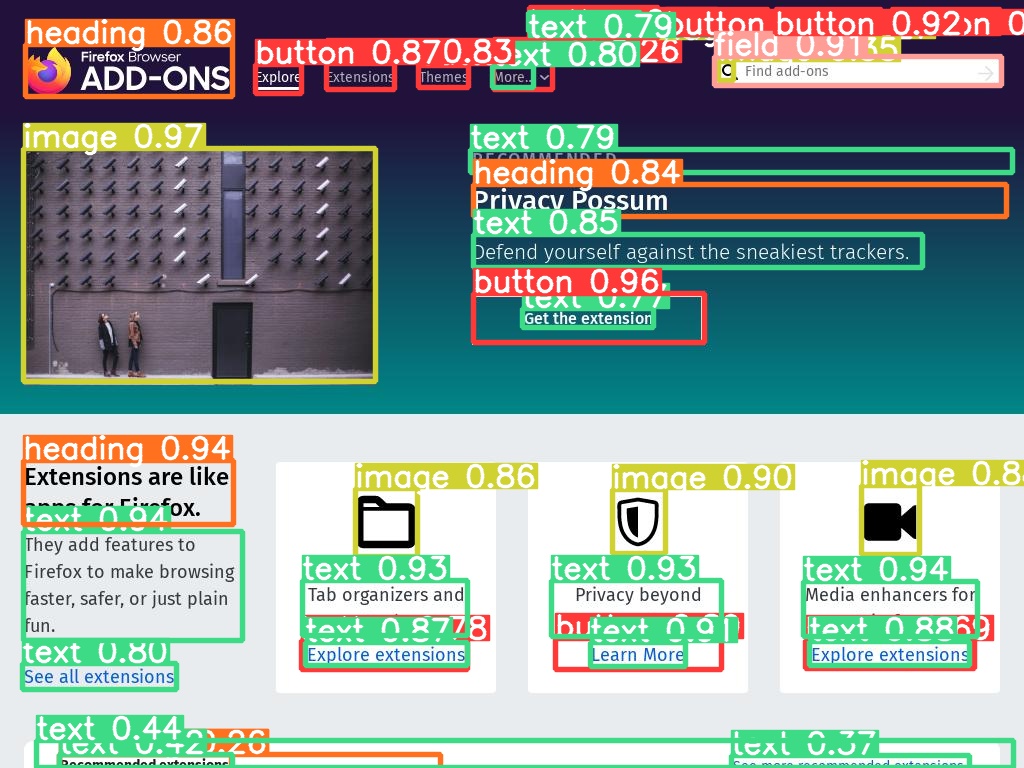 heading 0.86
text 0.79
button
button 0.92
button 0.87
0.83
text 0.80
26
field 0.91
35
Firefox Browser
ADD-ONS
Explore
Extensions
Themes
More...
Find add-ons
image 0.97
text 0.79
RECOMMENDED
heading 0.84
Privacy Possum
text 0.85
Defend yourself against the sneakiest trackers.
button 0.96
text 0.77
Get the extension
heading 0.94
Extensions are like
apps for Firefox.
text 0.94
They add features to
Firefox to make browsing
faster, safer, or just plain
fun.
text 0.80
See all extensions
image 0.86
text 0.93
Tab organizers and
text 0.87
78
Explore extensions
image 0.90
text 0.93
Privacy beyond
text 0.91
Learn More
image 0.8
text 0.94
Media enhancers for
text 0.88
69
Explore extensions
text 0.44
text 0.42
0.26
Recommended extensions
text 0.37
See more recommended extensions